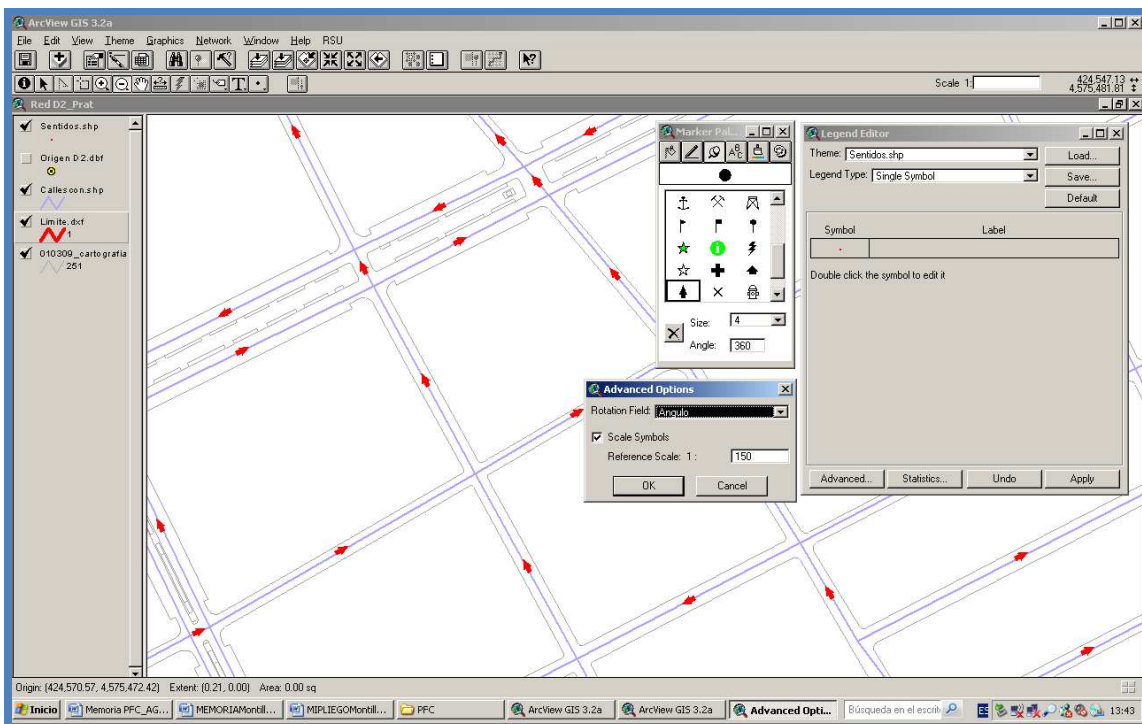 ArcView GIS 3.2a
File Edit View Theme Graphics Network Window Help RSU
Scale 1:
424,547.13
4,575,481.81
Red D2_Prat
Sentidos.shp
Origen D2.dbf
Callescon.shp
Limite.dxf
1
010309_cartografia
251
Marker Pal...
Size: 4
Angle: 360
Legend Editor
Theme: Sentidos.shp
Load...
Legend Type: Single Symbol
Save...
Default
Symbol Label
Double click the symbol to edit it
Advanced... Statistics... Undo Apply
Advanced Options
Rotation Field: Angulo
Scale Symbols
Reference Scale: 1 : 150
OK Cancel
Origin: (424,570.57, 4,575,472.42) Extent: (0.21, 0.00) Area: 0.00 sq
Inicio Memoria PFC_AG... MEMORIAMontill... MIPLIEGOMontill... PFC ArcView GIS 3.2a ArcView GIS 3.2a Advanced Opti... Búsqueda en el escrit ES 13:43